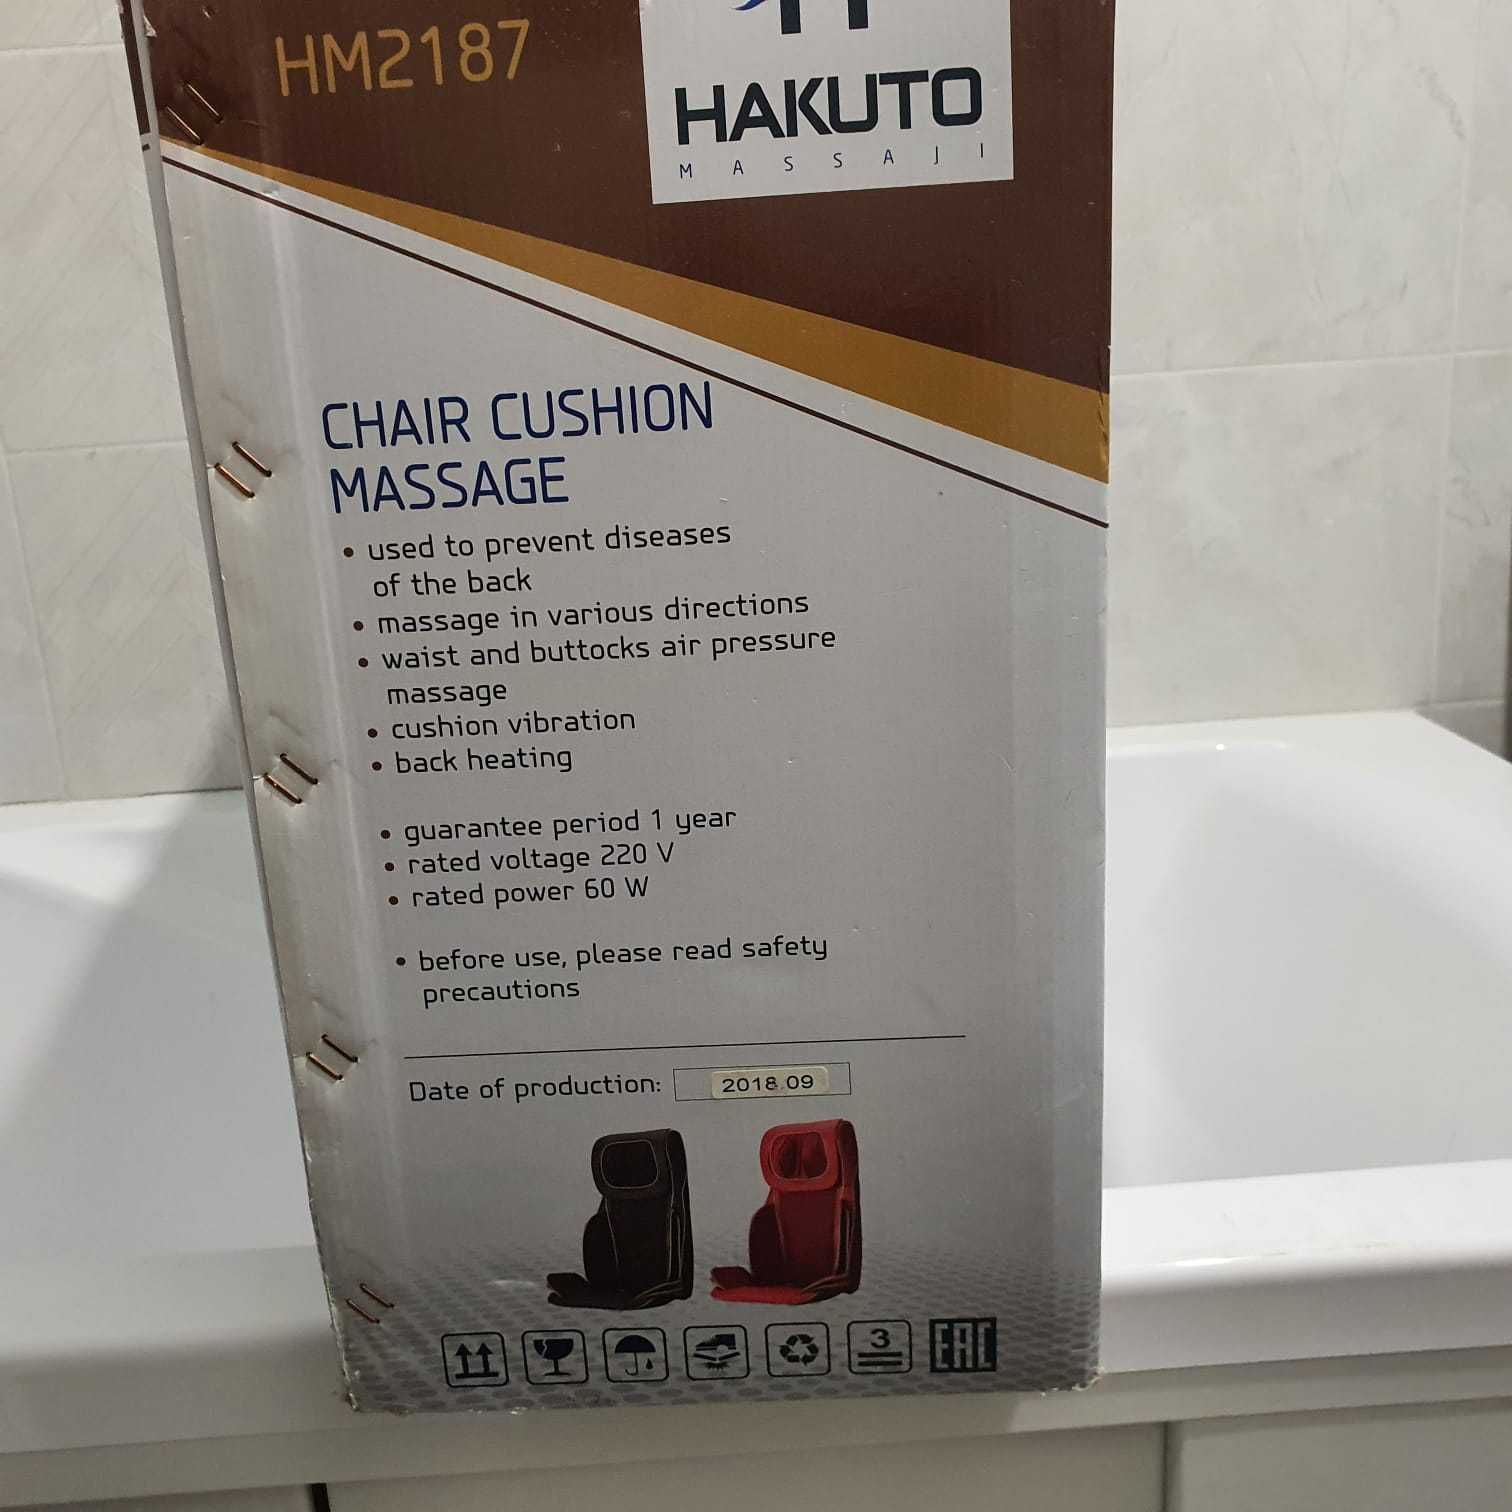 HM2187
HAKUTO
MASSAJI
CHAIR CUSHION
MASSAGE
• used to prevent diseases
of the back
• massage in various directions
• waist and buttocks air pressure
massage
• cushion vibration
• back heating
• guarantee period 1 year
• rated voltage 220 V
• rated power 60 W
• before use, please read safety
precautions
Date of production: 2018.09
3
EAC